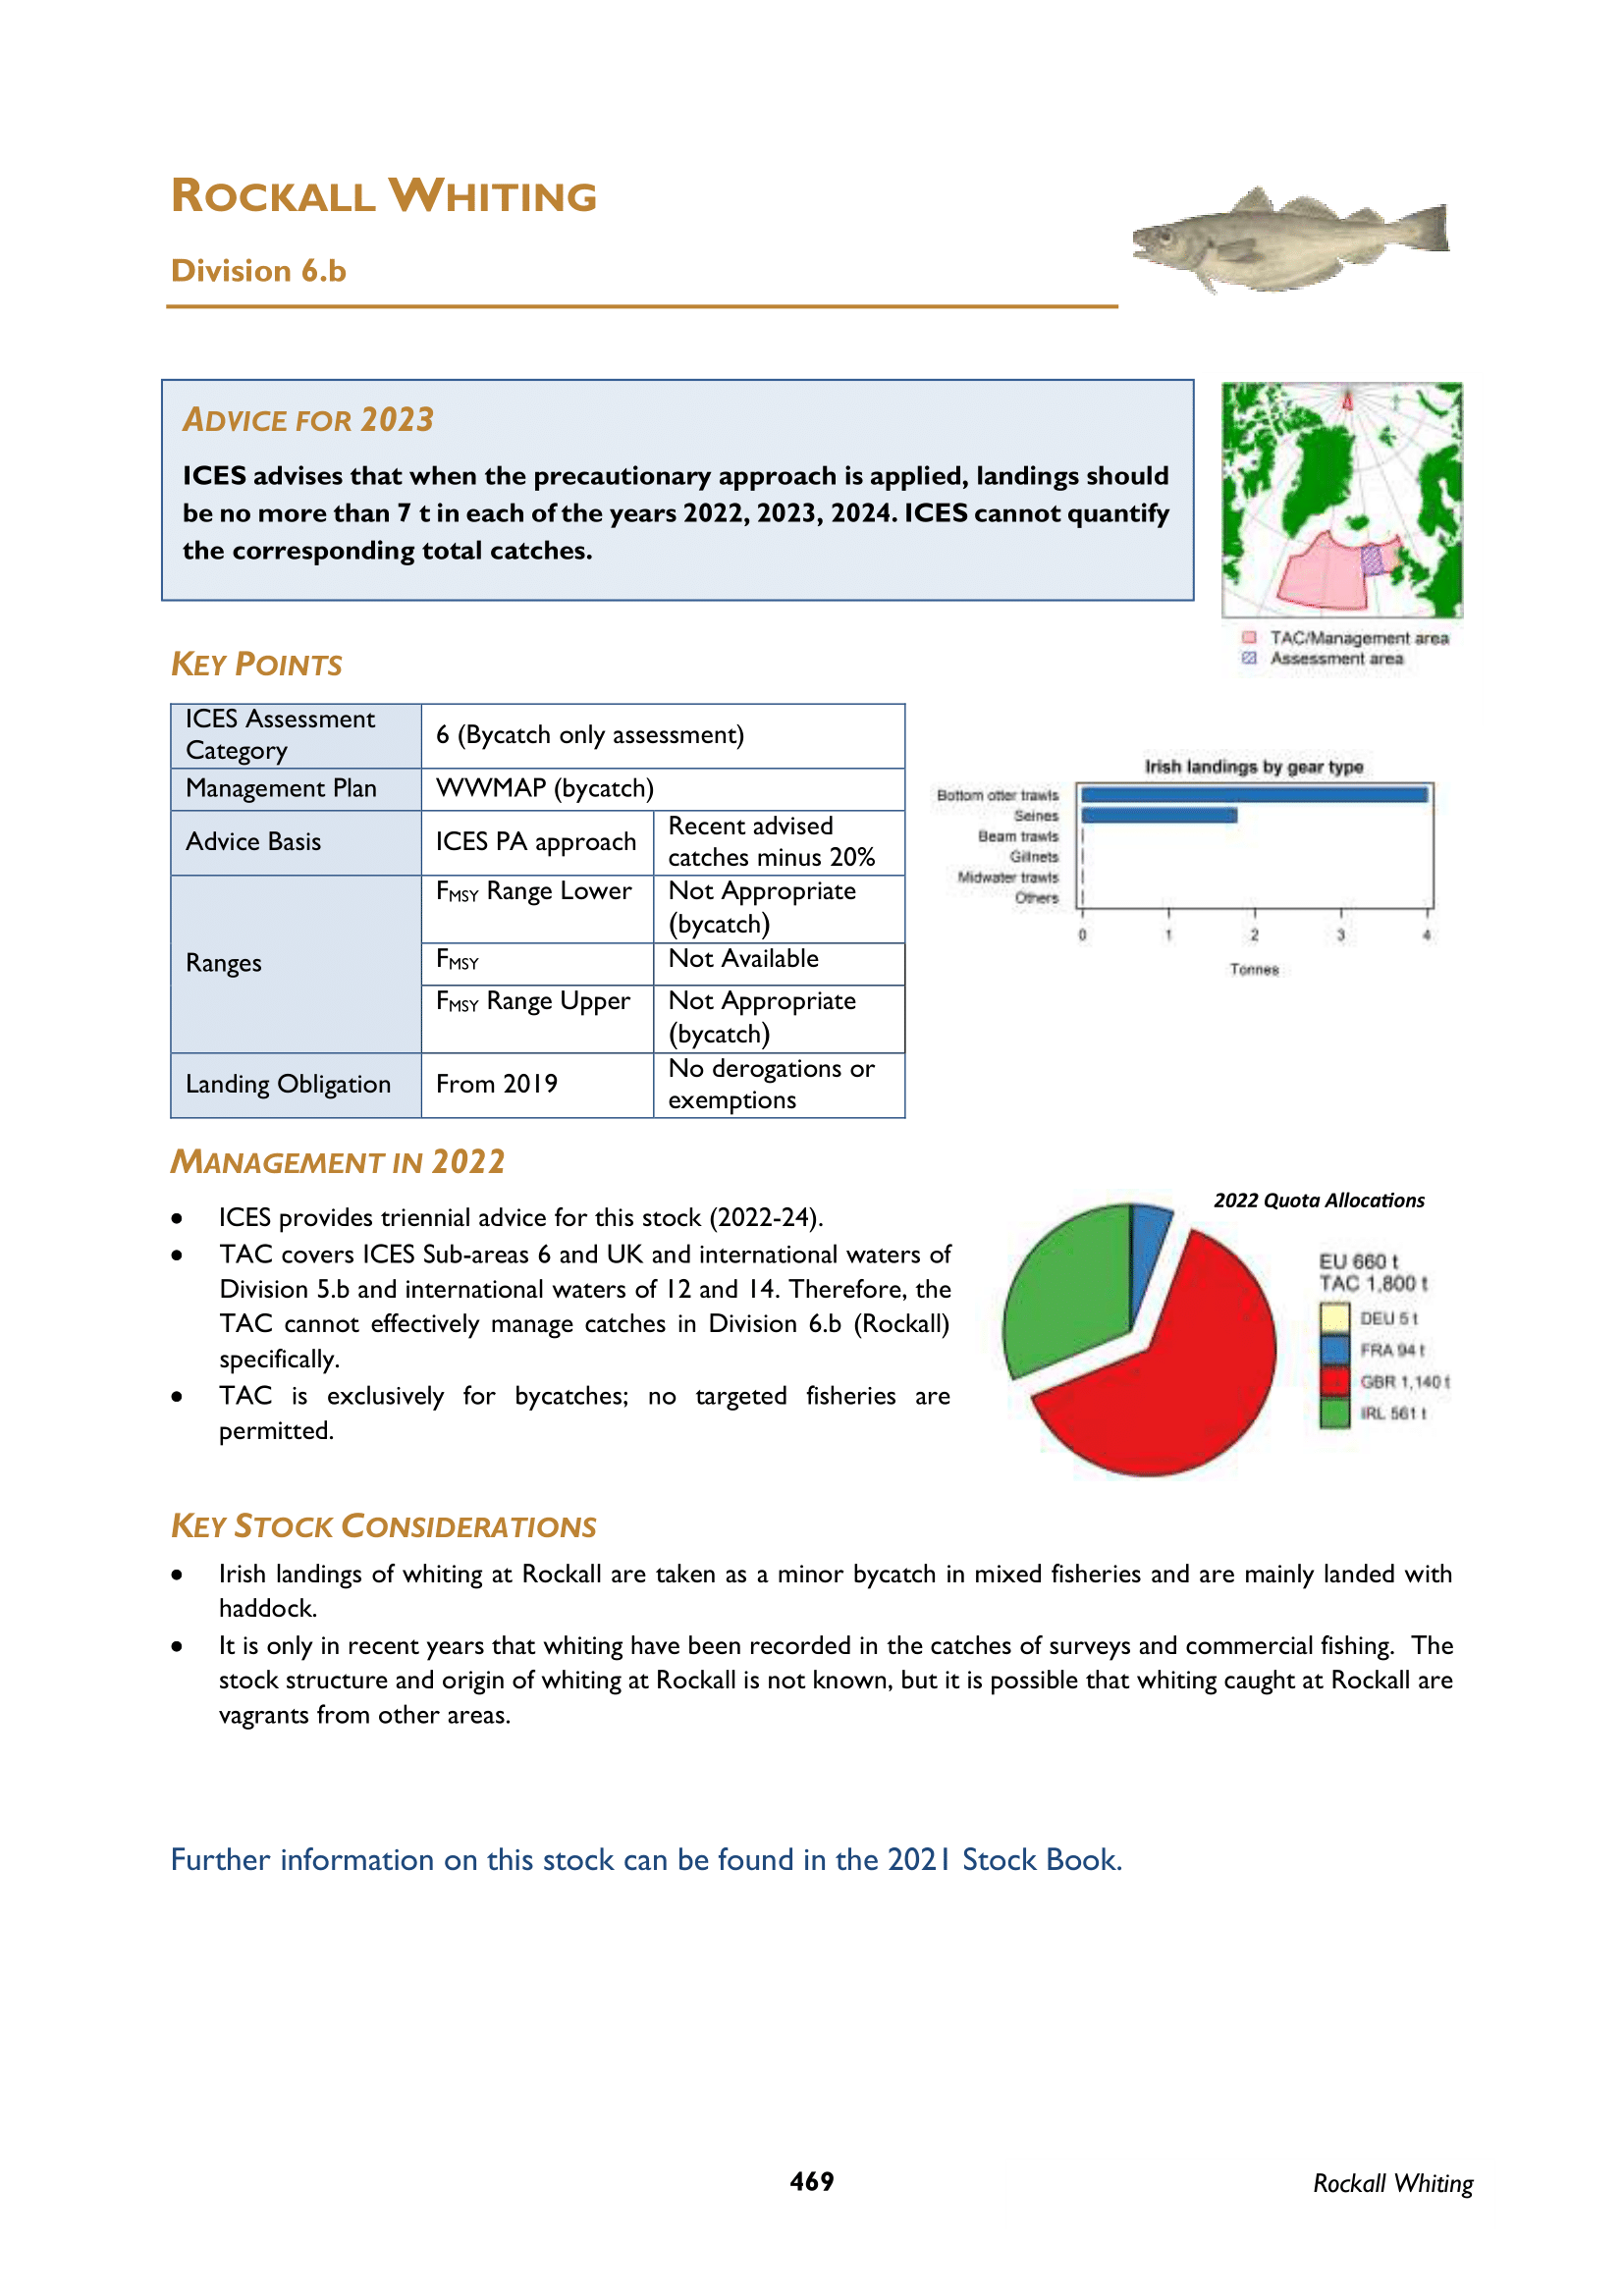 ROCKALL WHITING
Division 6.b
ADVICE FOR 2023
ICES advises that when the precautionary approach is applied, landings should
be no more than 7 t in each of the years 2022, 2023, 2024. ICES cannot quantify
the corresponding total catches.
TAC/Management area
Assessment area
KEY POINTS
ICES Assessment
Category
6 (Bycatch only assessment)
Management Plan
WWMAP (bycatch)
Advice Basis
ICES PA approach
Recent advised
catches minus 20%
Ranges
FMSY Range Lower
Not Appropriate
(bycatch)
FMSY
Not Available
FMSY Range Upper
Not Appropriate
(bycatch)
Landing Obligation
From 2019
No derogations or
exemptions
Irish landings by gear type
Bottom otter trawls
Seines
Beam trawls
Gillnets
Midwater trawls
Others
0 1 2 3 4
Tonnes
MANAGEMENT IN 2022
• ICES provides triennial advice for this stock (2022-24).
• TAC covers ICES Sub-areas 6 and UK and international waters of
Division 5.b and international waters of 12 and 14. Therefore, the
TAC cannot effectively manage catches in Division 6.b (Rockall)
specifically.
• TAC is exclusively for bycatches; no targeted fisheries are
permitted.
2022 Quota Allocations
EU 660 t
TAC 1,800 t
DEU 5 t
FRA 94 t
GBR 1,140 t
IRL 561 t
KEY STOCK CONSIDERATIONS
• Irish landings of whiting at Rockall are taken as a minor bycatch in mixed fisheries and are mainly landed with
haddock.
• It is only in recent years that whiting have been recorded in the catches of surveys and commercial fishing. The
stock structure and origin of whiting at Rockall is not known, but it is possible that whiting caught at Rockall are
vagrants from other areas.
Further information on this stock can be found in the 2021 Stock Book.
469
Rockall Whiting